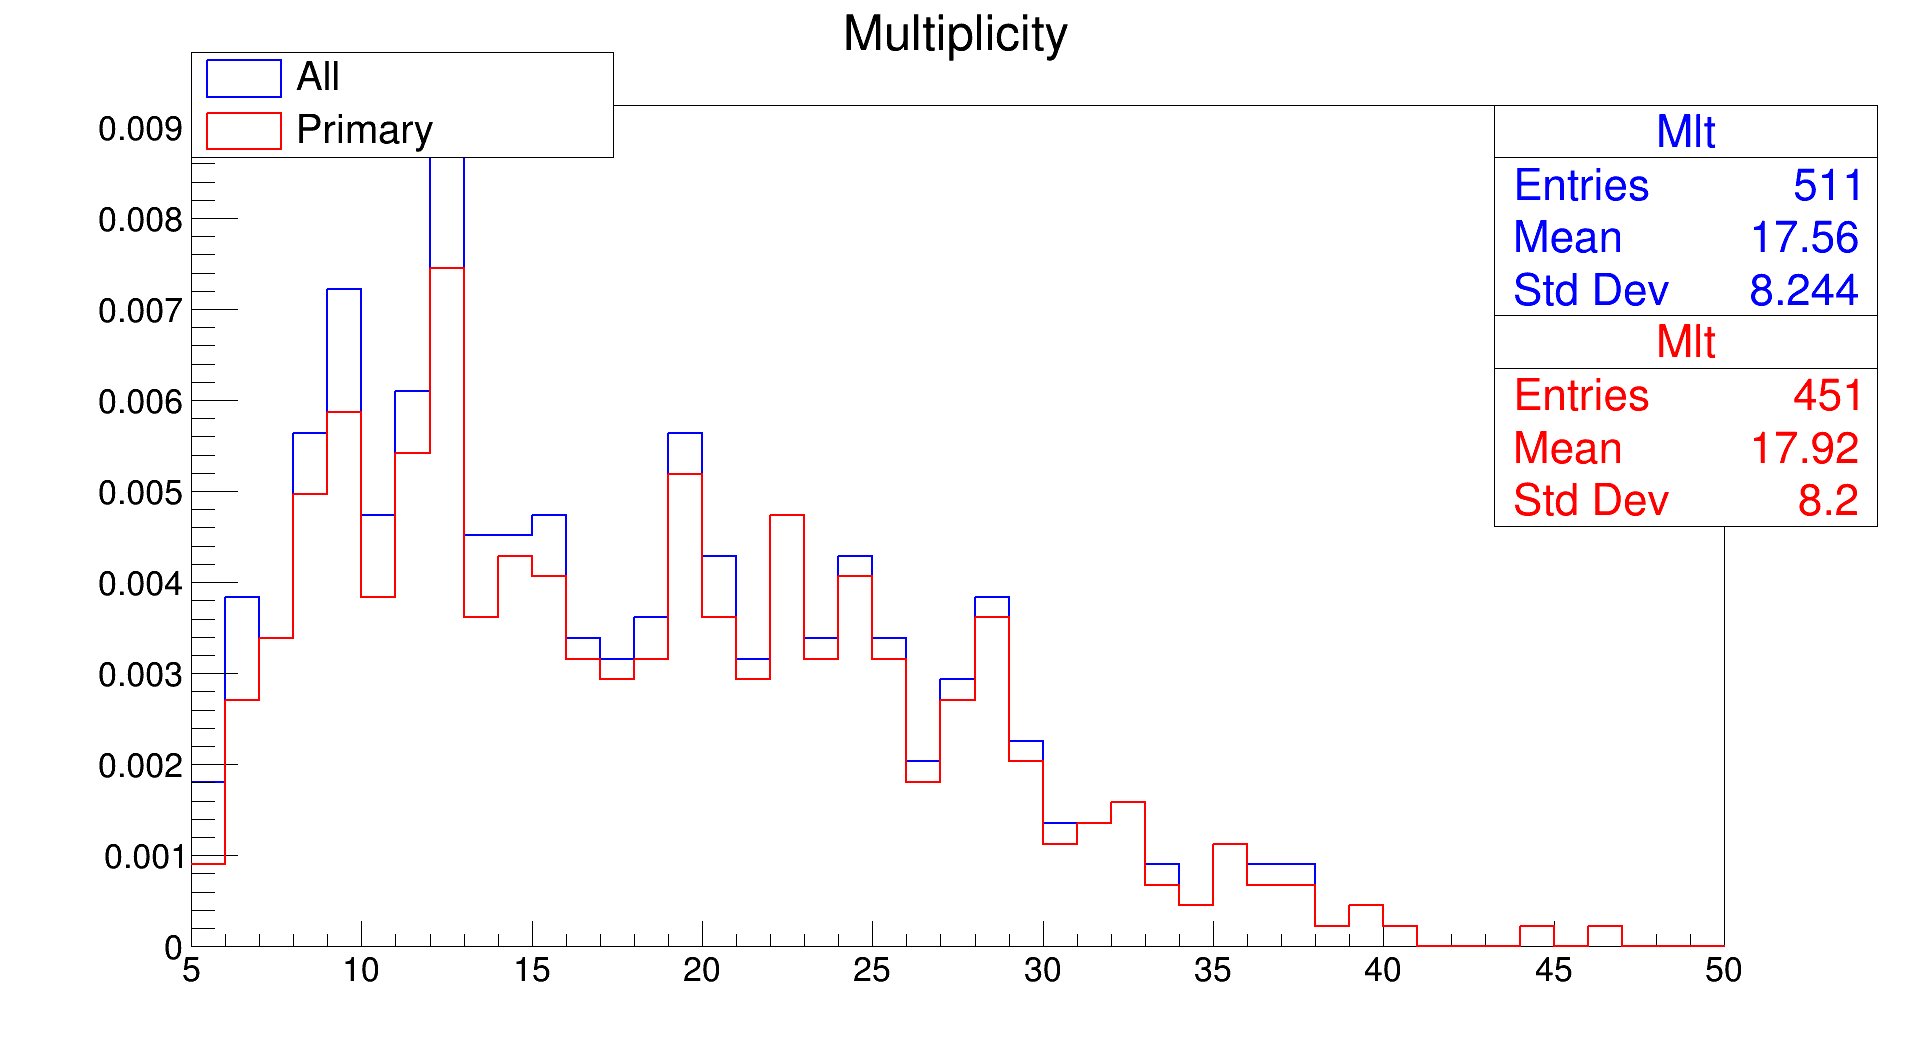 Multiplicity
All
Primary
0.009
0.008
0.007
0.006
0.005
0.004
0.003
0.002
0.001
0
5 10 15 20 25 30 35 40 45 50
Mlt
Entries 511
Mean 17.56
Std Dev 8.244
Mlt
Entries 451
Mean 17.92
Std Dev 8.2